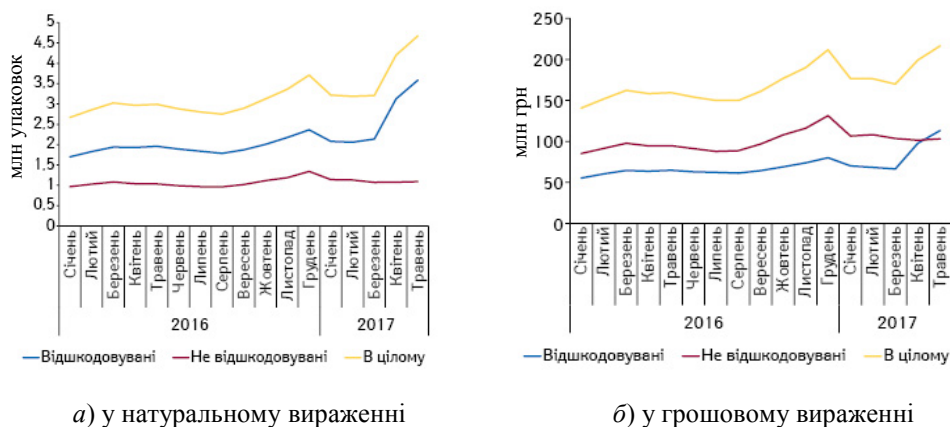 млн упаковок
5
4,5
4
3,5
3
2,5
2
1,5
1
0,5
0
Січень
Лютий
Березень
Квітень
Травень
Червень
Липень
Серпень
Вересень
Жовтень
Листопад
Грудень
Січень
Лютий
Березень
Квітень
Травень
2016
2017
Відшкодовувані Не відшкодовувані В цілому
а) у натуральному вираженні
млн грн
250
200
150
100
50
0
Січень
Лютий
Березень
Квітень
Травень
Червень
Липень
Серпень
Вересень
Жовтень
Листопад
Грудень
Січень
Лютий
Березень
Квітень
Травень
2016
2017
Відшкодовувані Не відшкодовувані В цілому
б) у грошовому вираженні